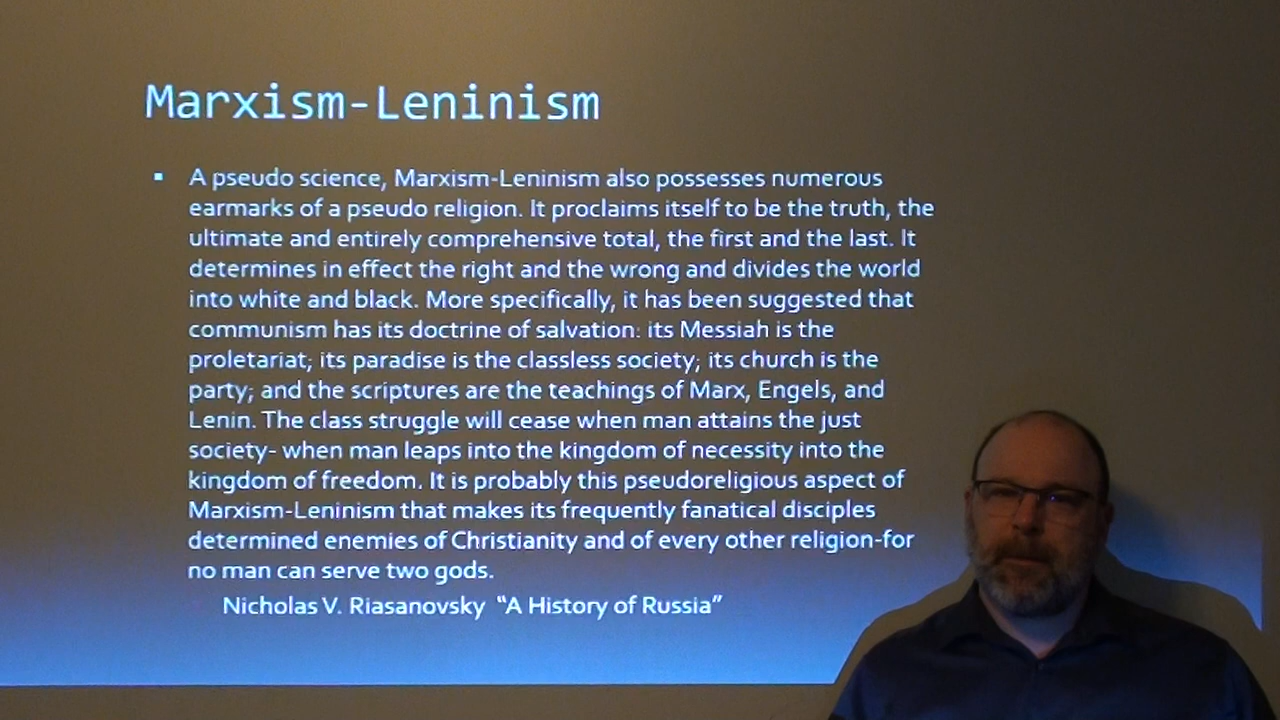 Marxism-Leninism
▪ A pseudo science, Marxism-Leninism also possesses numerous
earmarks of a pseudo religion. It proclaims itself to be the truth, the
ultimate and entirely comprehensive total, the first and the last. It
determines in effect the right and the wrong and divides the world
into white and black. More specifically, it has been suggested that
communism has its doctrine of salvation: its Messiah is the
proletariat; its paradise is the classless society; its church is the
party; and the scriptures are the teachings of Marx, Engels, and
Lenin. The class struggle will cease when man attains the just
society- when man leaps into the kingdom of necessity into the
kingdom of freedom. It is probably this pseudoreligious aspect of
Marxism-Leninism that makes its frequently fanatical disciples
determined enemies of Christianity and of every other religion-for
no man can serve two gods.
Nicholas V. Riasanovsky "A History of Russia"